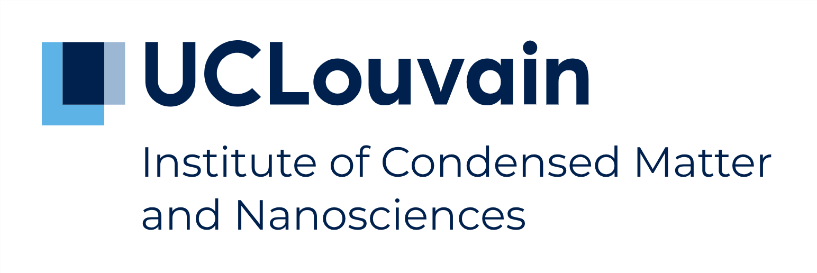 UCLouvain
Institute of Condensed Matter
and Nanosciences